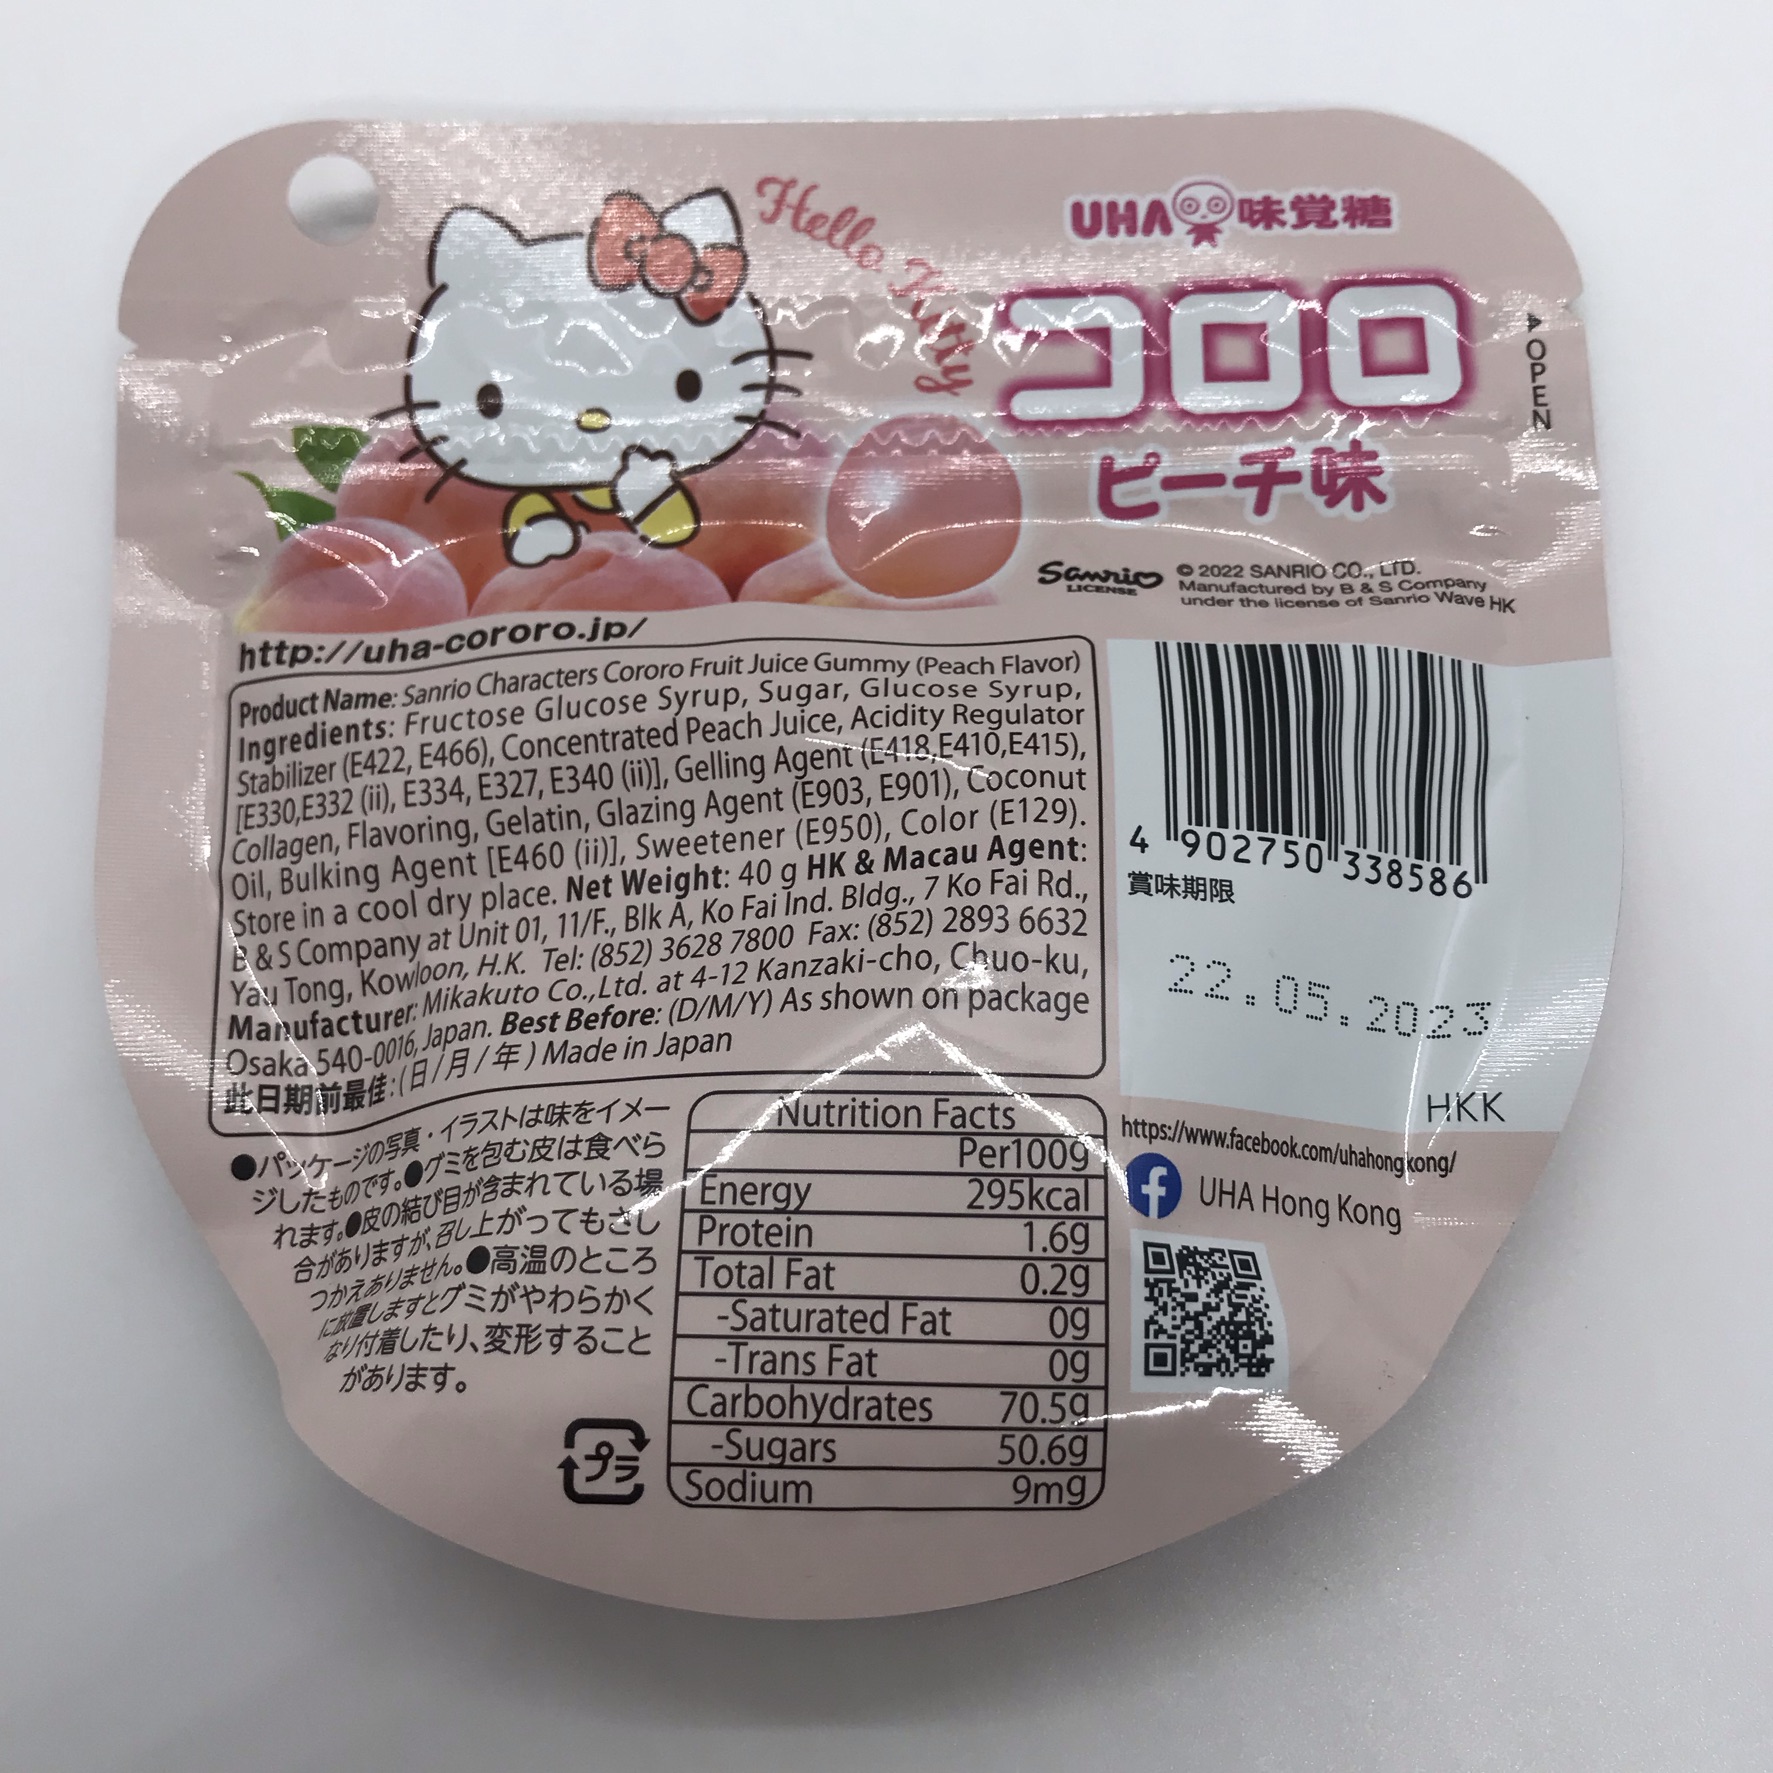 Hello Kitty
UHA味覚糖
コロロ
ピーチ味
▲OPEN
Sanrio
LICENSE
© 2022 SANRIO CO., LTD.
Manufactured by B & S Company
under the license of Sanrio Wave HK
http://uha-cororo.jp/
Product Name: Sanrio Characters Cororo Fruit Juice Gummy (Peach Flavor)
Ingredients: Fructose Glucose Syrup, Sugar, Glucose Syrup,
Stabilizer (E422, E466), Concentrated Peach Juice, Acidity Regulator
[E330,E332 (ii), E334, E327, E340 (ii)], Gelling Agent (E418,E410,E415),
Collagen, Flavoring, Gelatin, Glazing Agent (E903, E901), Coconut
Oil, Bulking Agent [E460 (ii)], Sweetener (E950), Color (E129).
Store in a cool dry place. Net Weight: 40 g HK & Macau Agent:
B & S Company at Unit 01, 11/F., Blk A, Ko Fai Ind. Bldg., 7 Ko Fai Rd.,
Yau Tong, Kowloon, H.K. Tel: (852) 3628 7800 Fax: (852) 2893 6632
Manufacturer: Mikakuto Co.,Ltd. at 4-12 Kanzaki-cho, Chuo-ku,
Osaka 540-0016, Japan. Best Before: (D/M/Y) As shown on package
此日期前最佳:(日/月/年) Made in Japan
4 902750 338586
賞味期限
22.05.2023
HKK
●パッケージの写真・イラストは味をイメー
ジしたものです。●グミを包む皮は食べら
れます。●皮の結び目が含まれている場
合がありますが、召し上がってもさし
つかえありません。●高温のところ
に放置しますとグミがやわらかく
なり付着したり、変形すること
があります。
プラ
Nutrition Facts
Per100g
Energy 295kcal
Protein 1.6g
Total Fat 0.2g
-Saturated Fat 0g
-Trans Fat 0g
Carbohydrates 70.5g
-Sugars 50.6g
Sodium 9mg
https://www.facebook.com/uhahongkong/
f UHA Hong Kong